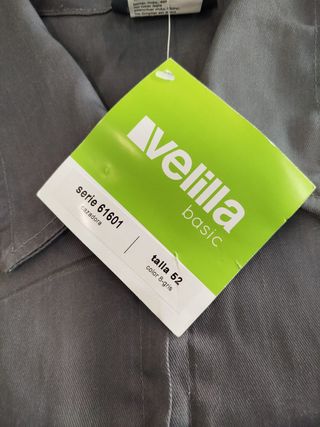 velilla
basic
serie 61601
cazadora
talla 52
color 8-gris